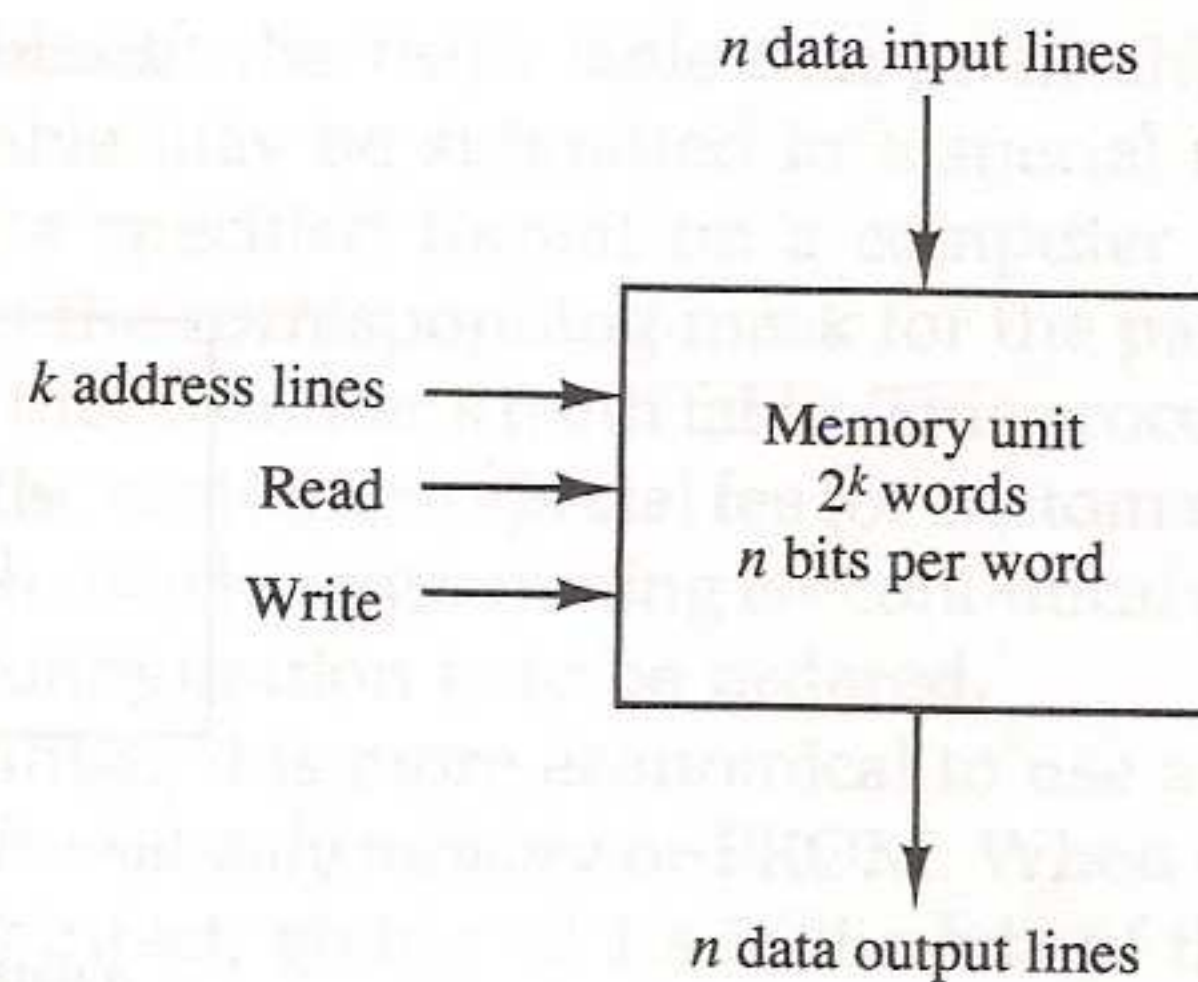 n data input lines
k address lines
Read
Write
Memory unit
2^k words
n bits per word
n data output lines